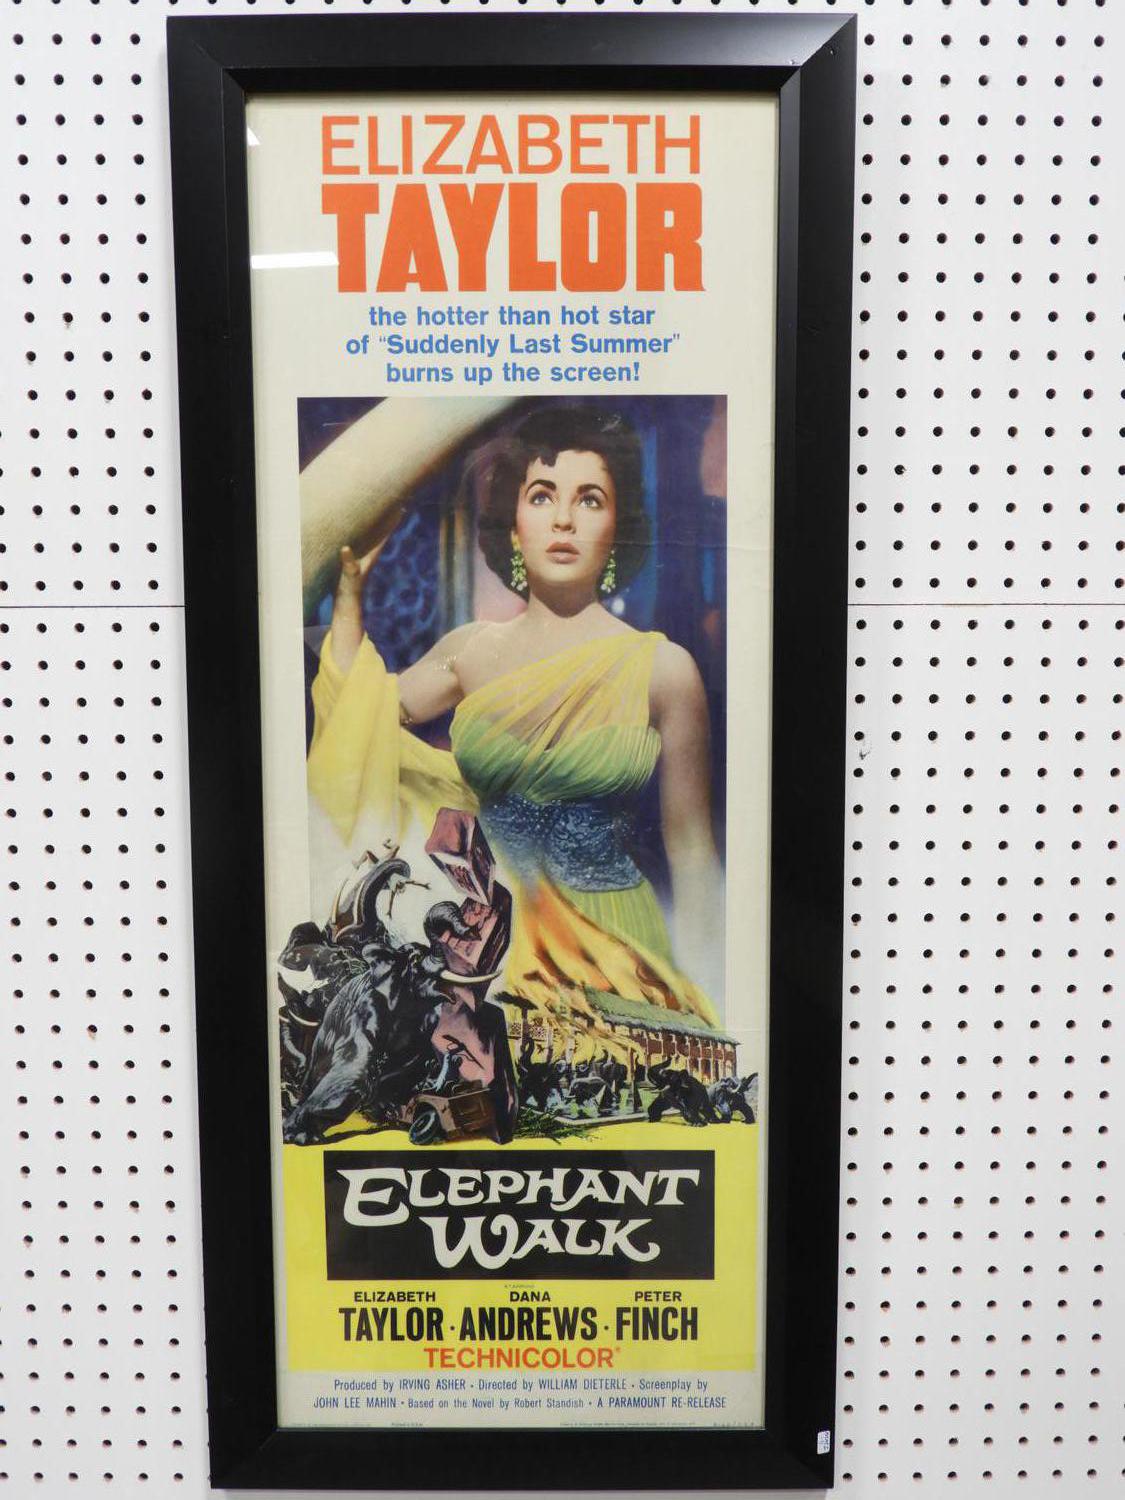 ELIZABETH
TAYLOR
the hotter than hot star
of "Suddenly Last Summer"
burns up the screen!
ELEPHANT
WALK
STARRING
ELIZABETH DANA PETER
TAYLOR · ANDREWS · FINCH
TECHNICOLOR®
Produced by IRVING ASHER · Directed by WILLIAM DIETERLE · Screenplay by
JOHN LEE MAHIN · Based on the Novel by Robert Standish · A PARAMOUNT RE-RELEASE